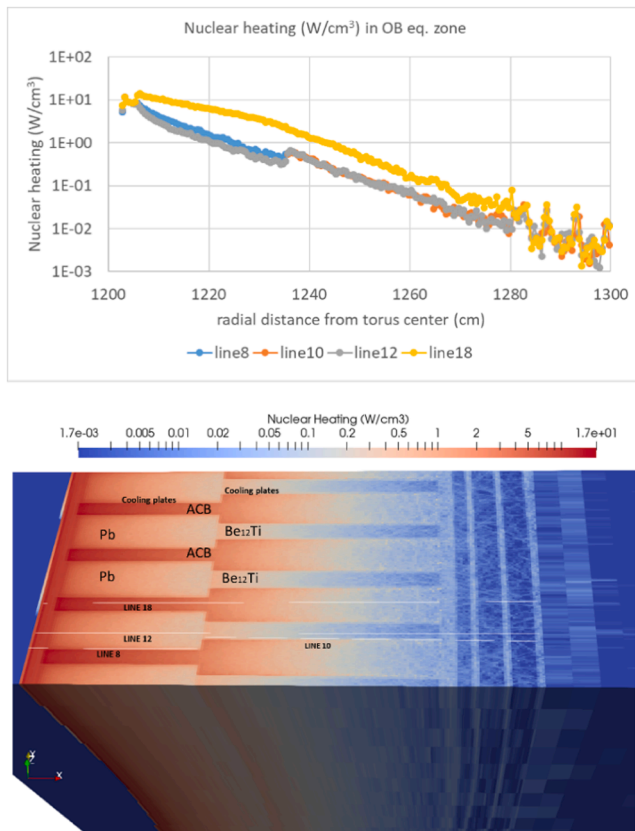 Nuclear heating (W/cm³) in OB eq. zone
Nuclear heating (W/cm³)
1E+02
1E+01
1E+00
1E-01
1E-02
1E-03
1200 1220 1240 1260 1280 1300
radial distance from torus center (cm)
line8 line10 line12 line18
Nuclear Heating (W/cm3)
1.7e-03 0.005 0.01 0.02 0.05 0.1 0.2 0.5 1 2 5 1.7e+01
Cooling plates Cooling plates
ACB
Pb Be₁₂Ti
ACB
Pb Be₁₂Ti
LINE 18
LINE 12
LINE 10
LINE 8
X